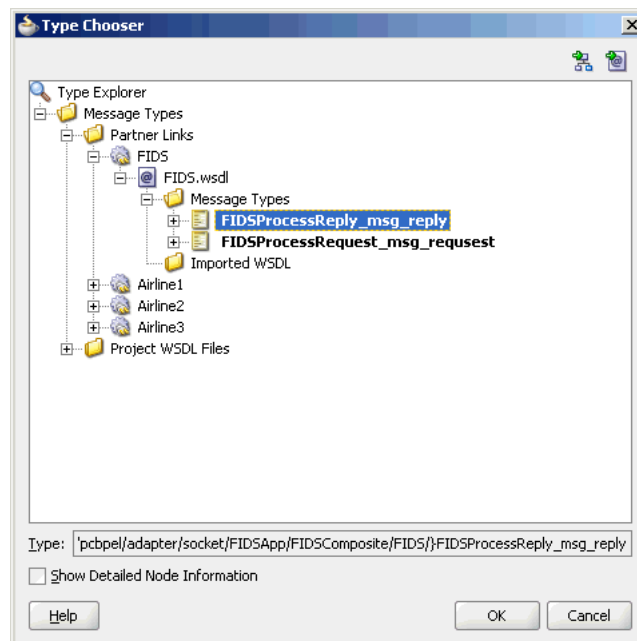 Type Chooser
Type Explorer
Message Types
Partner Links
FIDS
FIDS.wsdl
Message Types
FIDSProcessReply_msg_reply
FIDSProcessRequest_msg_requsest
Imported WSDL
Airline1
Airline2
Airline3
Project WSDL Files
Type: 'pcbpel/adapter/socket/FIDSApp/FIDSComposite/FIDS/}FIDSProcessReply_msg_reply
Show Detailed Node Information
Help OK Cancel